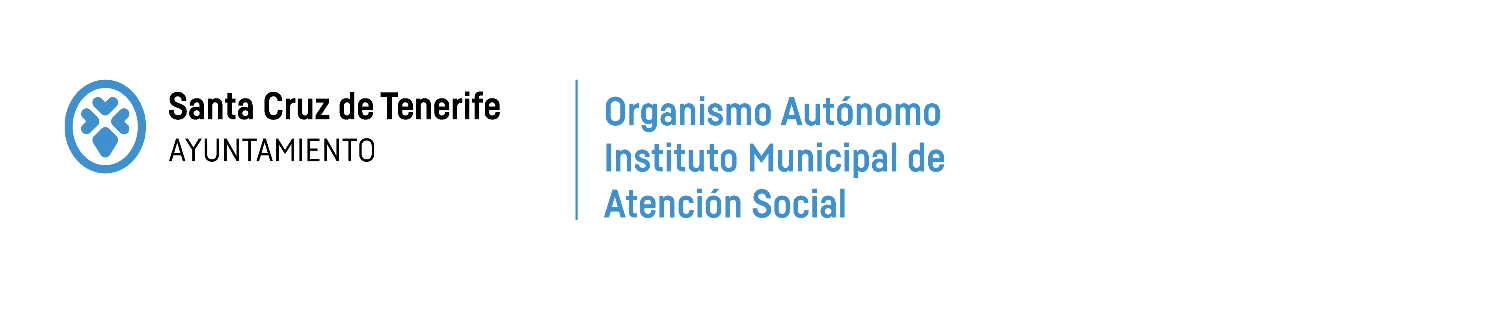 Santa Cruz de Tenerife
AYUNTAMIENTO
Organismo Autónomo
Instituto Municipal de
Atención Social